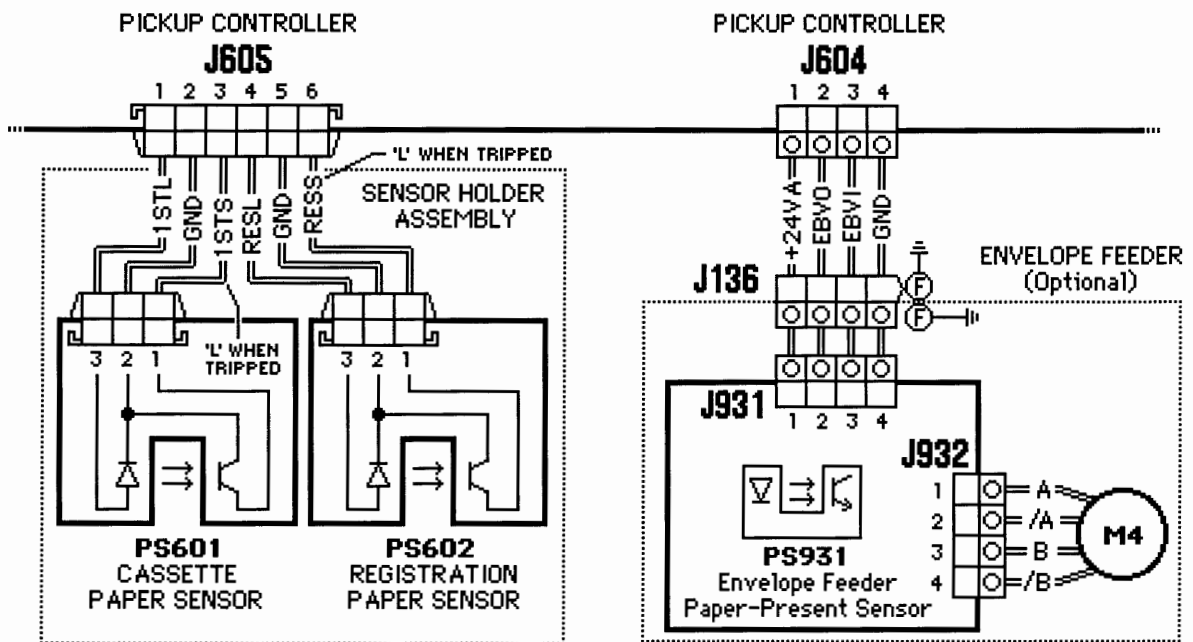 PICKUP CONTROLLER
J605
1 2 3 4 5 6
'L' WHEN TRIPPED
1STL
GND
1STS
RESL
GND
RESS
SENSOR HOLDER
ASSEMBLY
3 2 1
'L' WHEN
TRIPPED
3 2 1
PS601
CASSETTE
PAPER SENSOR
PS602
REGISTRATION
PAPER SENSOR
PICKUP CONTROLLER
J604
1 2 3 4
+24VA
EBVO
EBVI
GND
J136
F
F
ENVELOPE FEEDER
(Optional)
J931
1 2 3 4
J932
1 A
2 /A
3 B
4 /B
M4
PS931
Envelope Feeder
Paper-Present Sensor